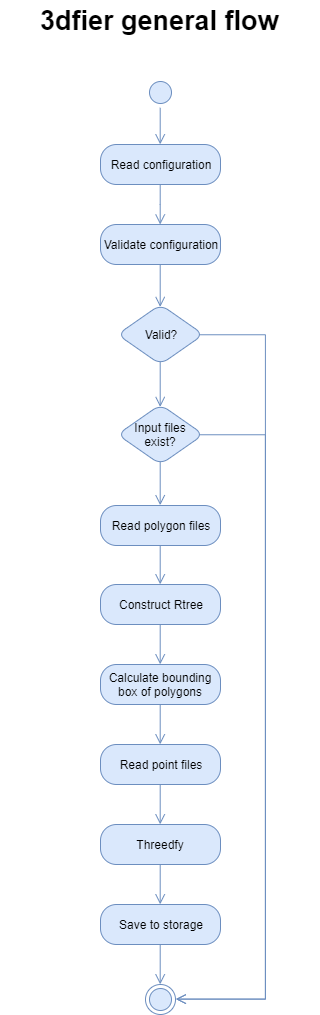 3dfier general flow
Read configuration
Validate configuration
Valid?
Input files
exist?
Read polygon files
Construct Rtree
Calculate bounding
box of polygons
Read point files
Threedfy
Save to storage